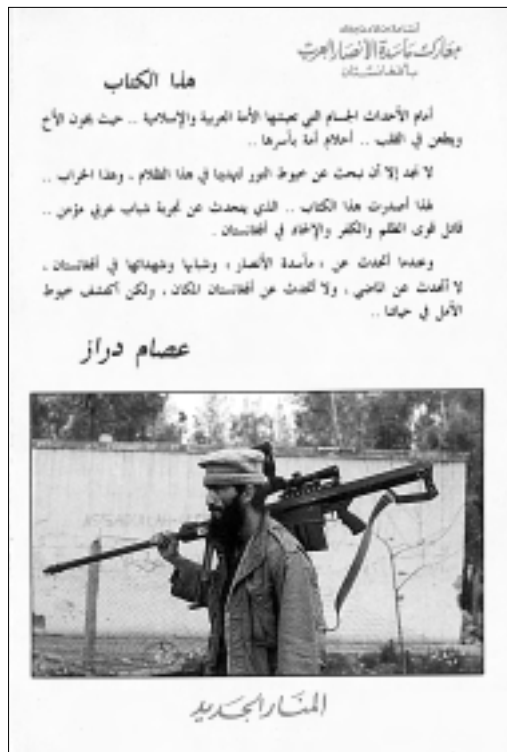 معارك مأسدة الأنصار العرب
بأفغانستان
هذا الكتاب
أمام الأحداث الجسام التي تعيشها الأمة العربية والإسلامية .. حيث يخون الأخ
ويطعن في القلب .. أحلام أمة بأسرها ..
لا نجد إلا أن نبحث عن خيوط النور لتهدينا في هذا الظلام ، وهذا الخراب ..
لهذا أصدرت هذا الكتاب .. الذي يتحدث عن تجربة شباب عربي مؤمن ..
قاتل قوى الظلم والكفر والإلحاد في أفغانستان .
وعندما أتحدث عن « مأسدة الأنصار » وشبابها وشهدائها في أفغانستان ،
لا أتحدث عن الماضي ، ولا أتحدث عن أفغانستان المكان ، ولكن أكتشف خيوط
الأمل في حياتنا ..
عصام دراز
المنار الجديد